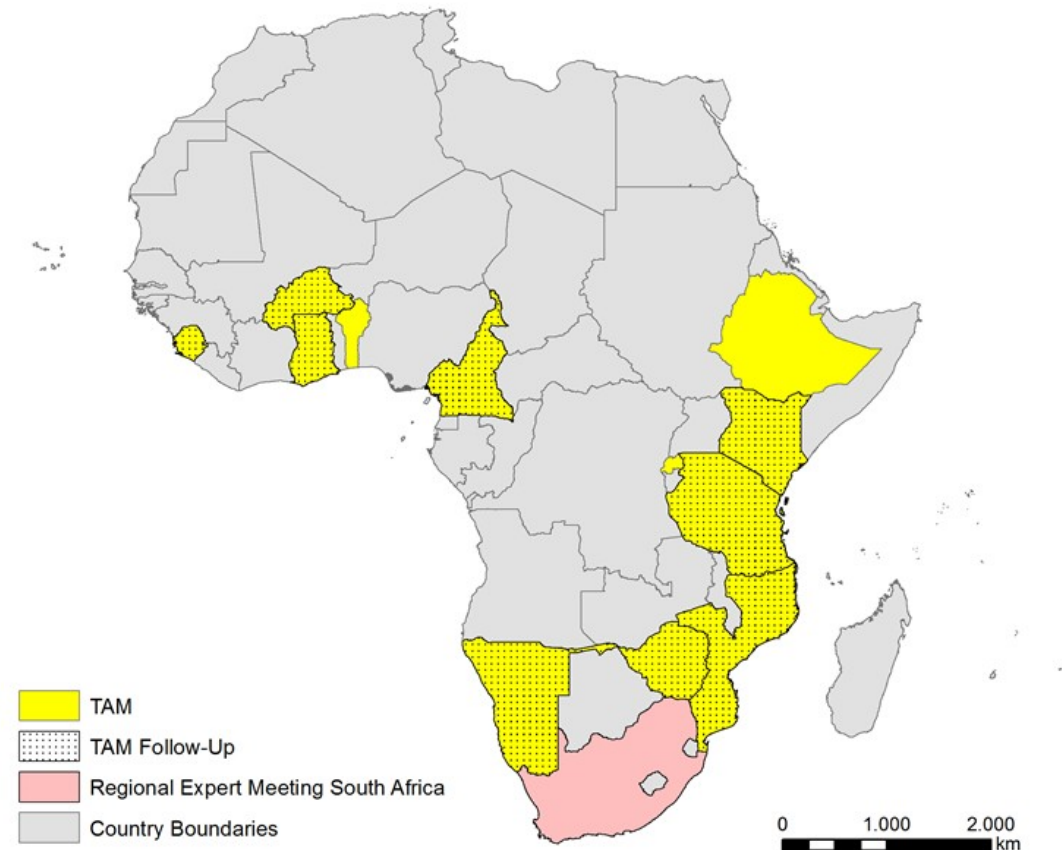 TAM
TAM Follow-Up
Regional Expert Meeting South Africa
Country Boundaries
0 1.000 2.000
km